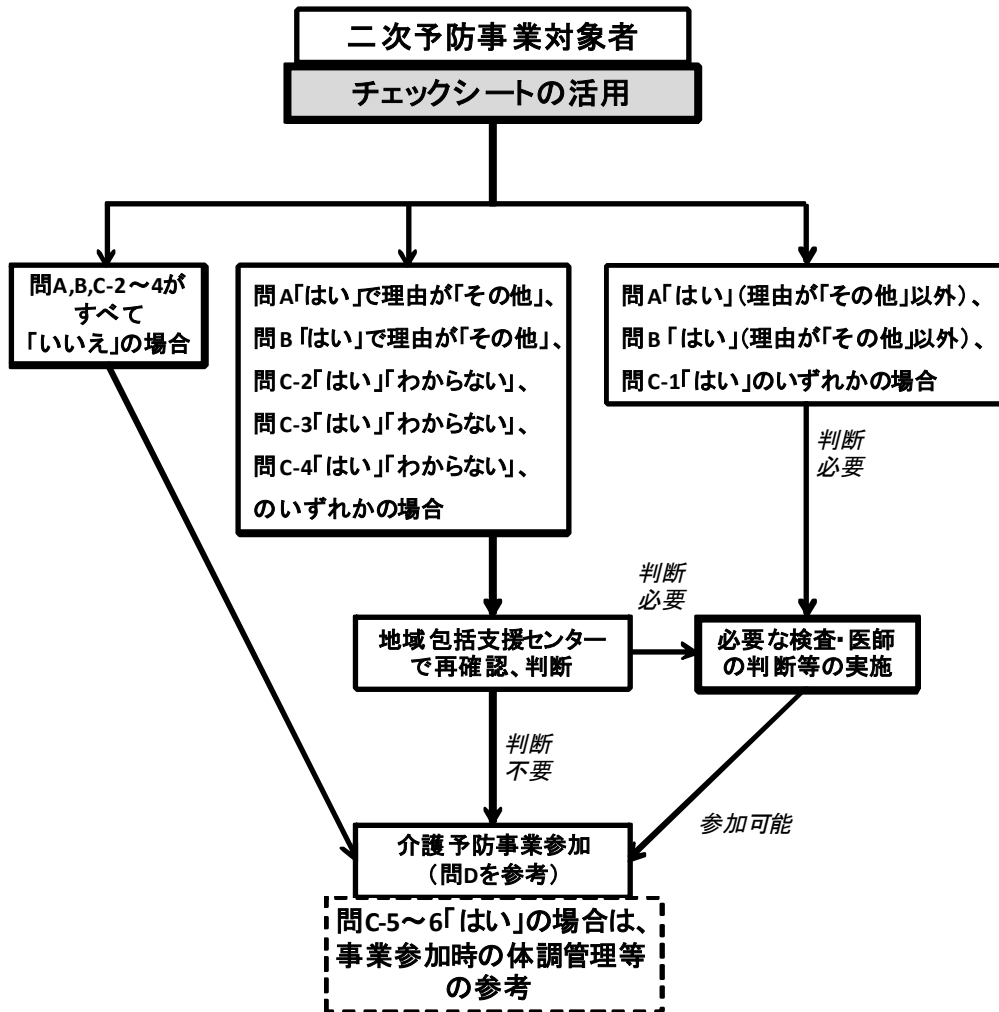 二次予防事業対象者
チェックシートの活用
問A,B,C-2～4が
すべて
「いいえ」の場合
問A「はい」で理由が「その他」、
問B「はい」で理由が「その他」、
問C-2「はい」「わからない」、
問C-3「はい」「わからない」、
問C-4「はい」「わからない」、
のいずれかの場合
問A「はい」(理由が「その他」以外)、
問B「はい」(理由が「その他」以外)、
問C-1「はい」のいずれかの場合
判断
必要
判断
必要
地域包括支援センター
で再確認、判断
必要な検査・医師
の判断等の実施
判断
不要
参加可能
介護予防事業参加
(問Dを参考)
問C-5～6「はい」の場合は、
事業参加時の体調管理等
の参考